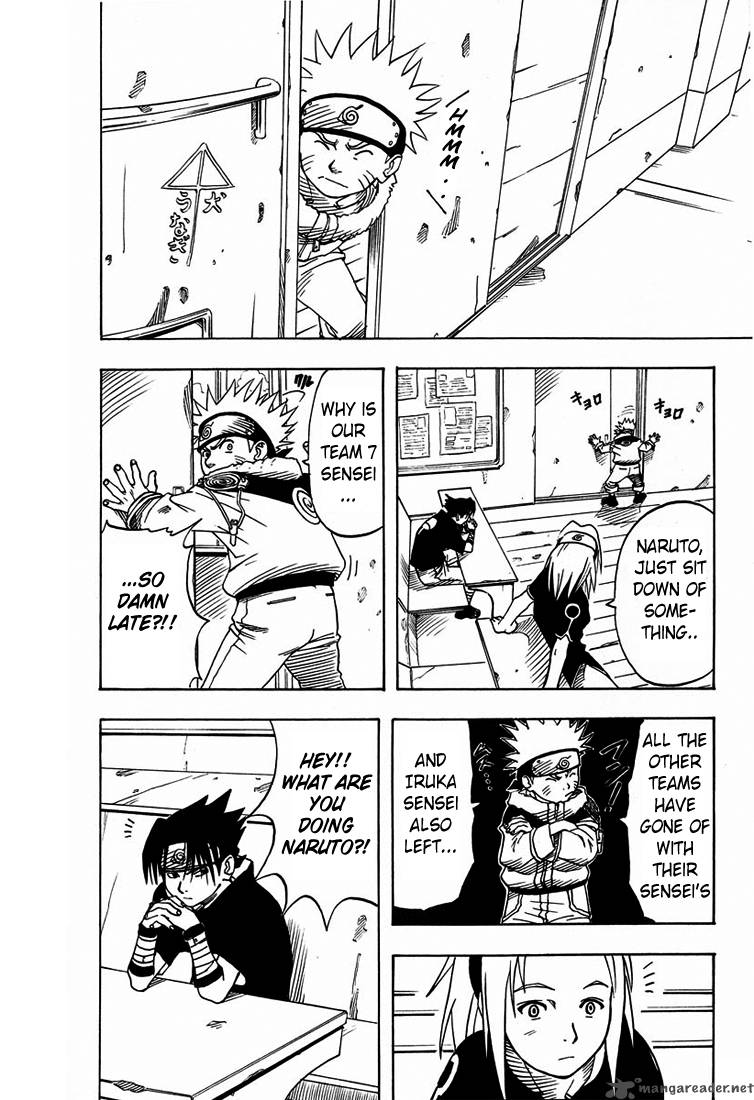 HMMM...
犬
うなぎ
キョロ
キョロ
NARUTO,
JUST SIT
DOWN OF
SOME-
THING..
クル
WHY IS
OUR
TEAM 7
SENSEI
...
...SO
DAMN
LATE?!!
ALL THE
OTHER
TEAMS
HAVE
GONE OF
WITH
THEIR
SENSEI'S
AND
IRUKA
SENSEI
ALSO
LEFT...
HEY!!
WHAT ARE
YOU
DOING
NARUTO?!
mangareader.net